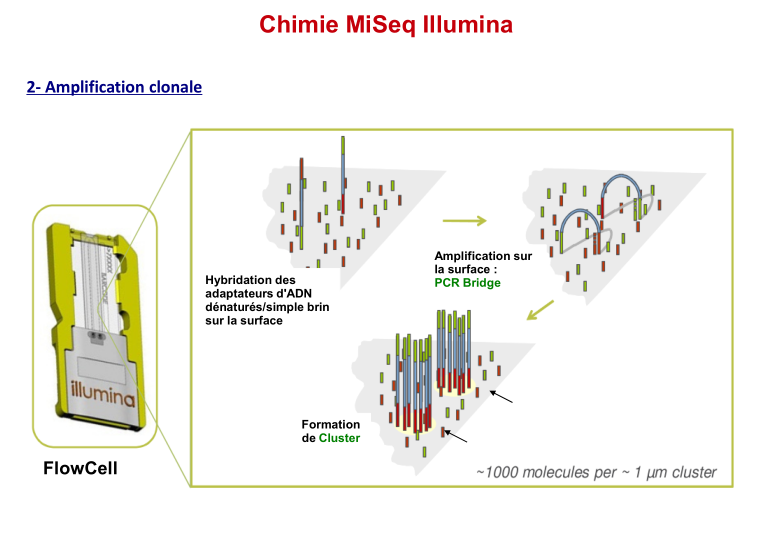 Chimie MiSeq Illumina
2- Amplification clonale
Hybridation des
adaptateurs d'ADN
dénaturés/simple brin
sur la surface
Amplification sur
la surface :
PCR Bridge
Formation
de Cluster
illumina
FlowCell
~1000 molecules per ~ 1 µm cluster